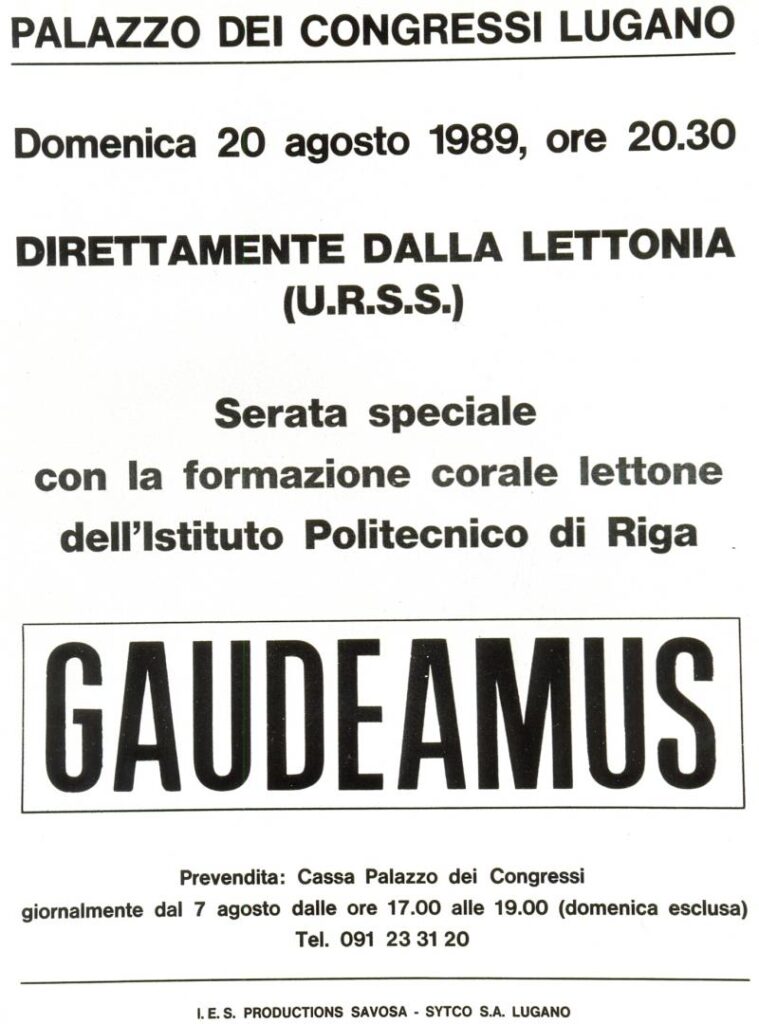 PALAZZO DEI CONGRESSI LUGANO
Domenica 20 agosto 1989, ore 20.30
DIRETTAMENTE DALLA LETTONIA
(U.R.S.S.)
Serata speciale
con la formazione corale lettone
dell'Istituto Politecnico di Riga
GAUDEAMUS
Prevendita: Cassa Palazzo dei Congressi
giornalmente dal 7 agosto dalle ore 17.00 alle 19.00 (domenica esclusa)
Tel. 091 23 31 20
I.E.S. PRODUCTIONS SAVOSA - SYTCO S.A. LUGANO